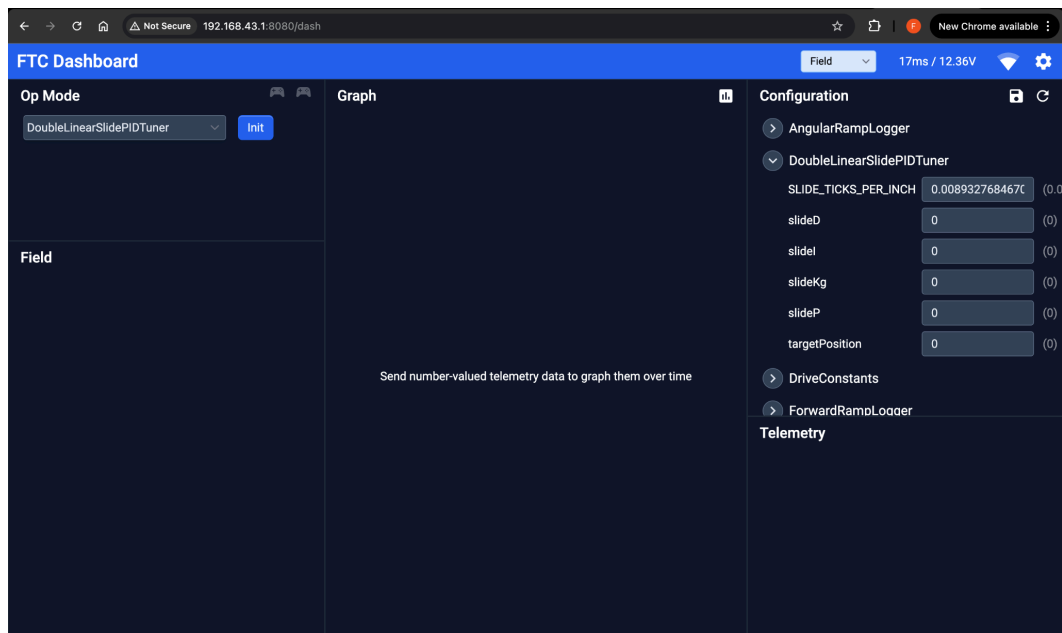 Not Secure 192.168.43.1:8080/dash
F
New Chrome available
FTC Dashboard
Field
17ms / 12.36V
Op Mode
DoubleLinearSlidePIDTuner
Init
Field
Graph
Send number-valued telemetry data to graph them over time
Configuration
AngularRampLogger
DoubleLinearSlidePIDTuner
SLIDE_TICKS_PER_INCH 0.008932768467 (0.0
slideD 0 (0)
slideI 0 (0)
slideKg 0 (0)
slideP 0 (0)
targetPosition 0 (0)
DriveConstants
ForwardRampLogger
Telemetry